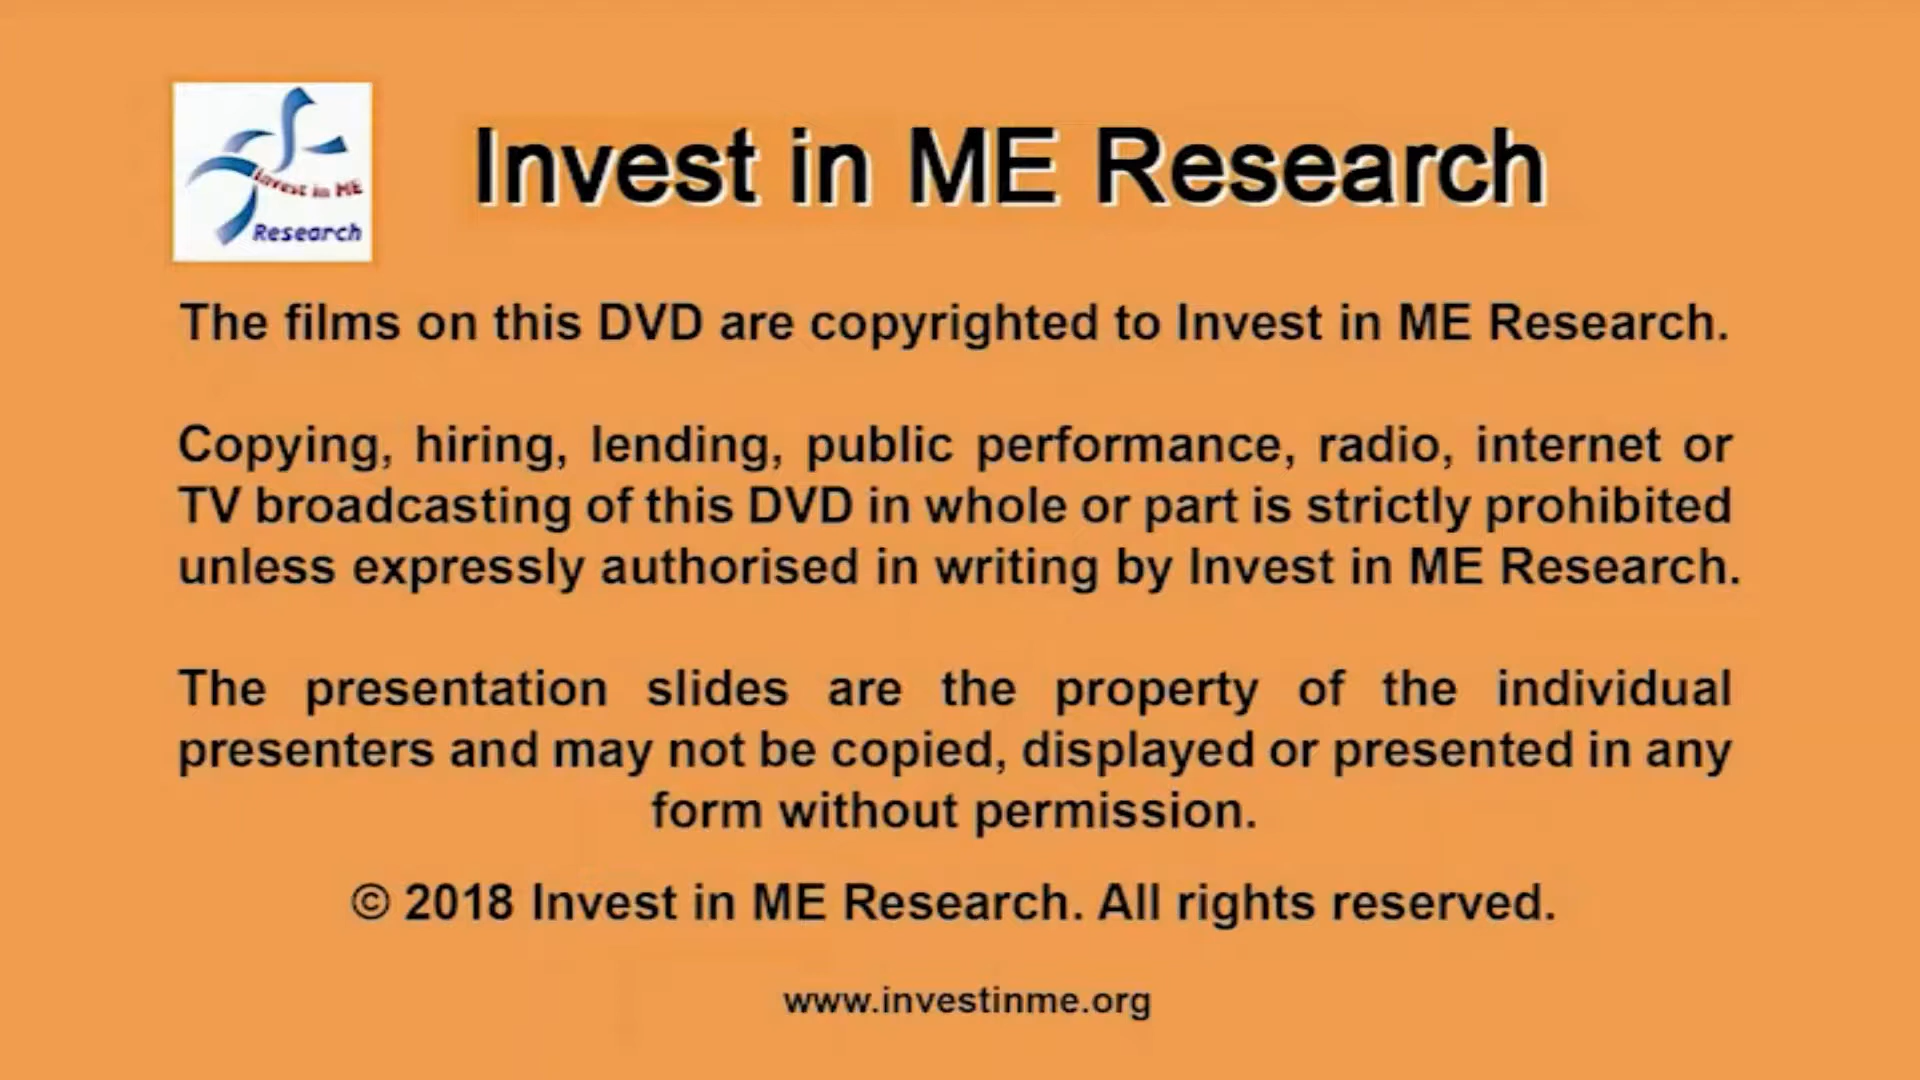 Invest in ME
Research
Invest in ME Research
The films on this DVD are copyrighted to Invest in ME Research.
Copying, hiring, lending, public performance, radio, internet or
TV broadcasting of this DVD in whole or part is strictly prohibited
unless expressly authorised in writing by Invest in ME Research.
The presentation slides are the property of the individual
presenters and may not be copied, displayed or presented in any
form without permission.
© 2018 Invest in ME Research. All rights reserved.
www.investinme.org